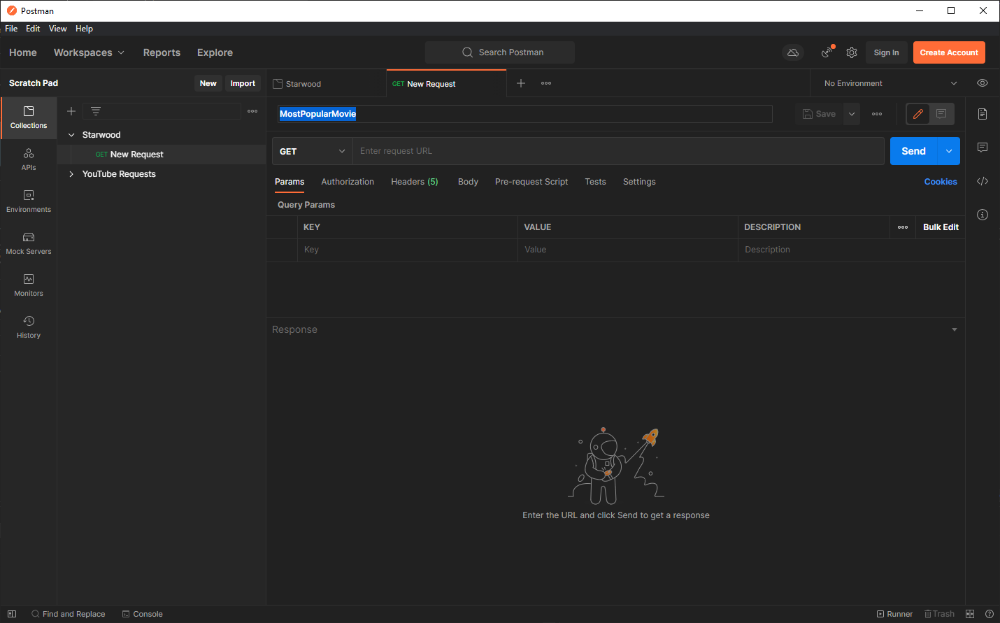 Postman
File Edit View Help
Home Workspaces Reports Explore Search Postman Sign In Create Account
Scratch Pad New Import Starwood GET New Request No Environment
MostPopularMovie Save
Collections
APIs
Environments
Mock Servers
Monitors
History
Starwood
GET New Request
YouTube Requests
GET Enter request URL Send
Params Authorization Headers (5) Body Pre-request Script Tests Settings Cookies
Query Params
KEY VALUE DESCRIPTION Bulk Edit
Key Value Description
Response
Enter the URL and click Send to get a response
Find and Replace Console Runner Trash